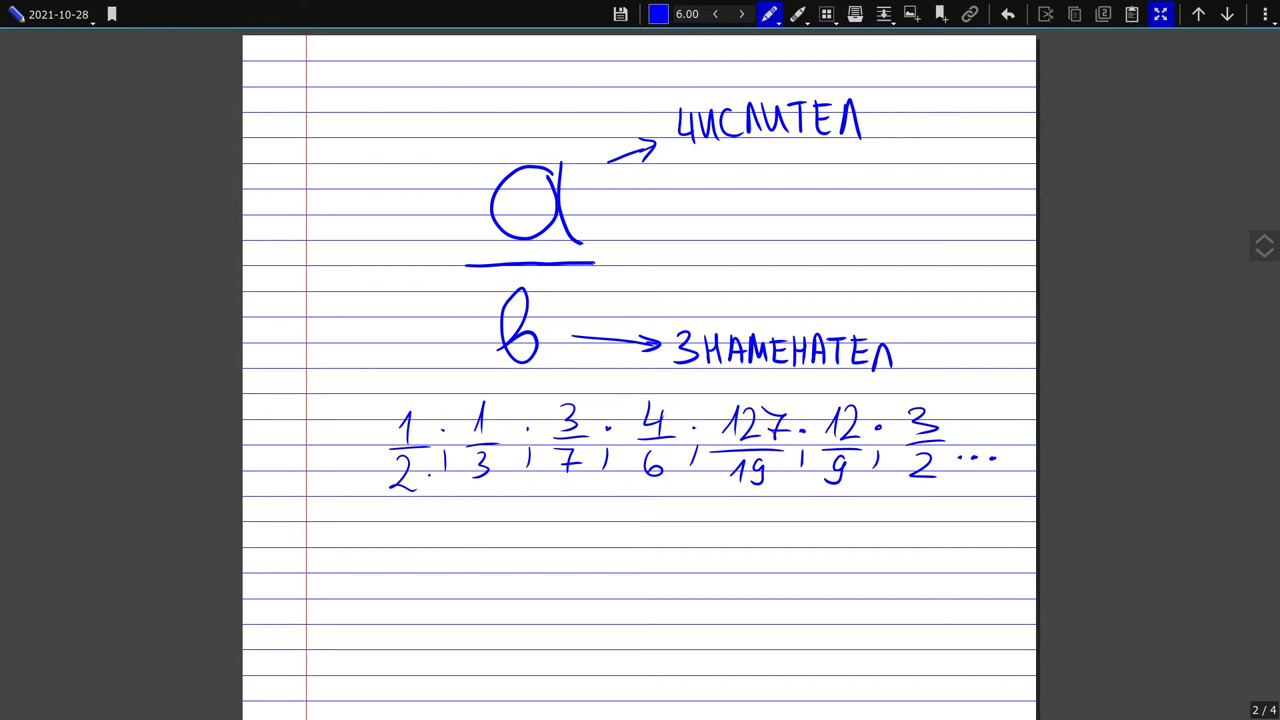 2021-10-28
6.00
ЧИСЛИТЕЛ
a
—
в
ЗНАМЕНАТЕЛ
1/2 ; 1/3 ; 3/7 ; 4/6 ; 127/19 ; 12/9 ; 3/2 ...
2 / 4